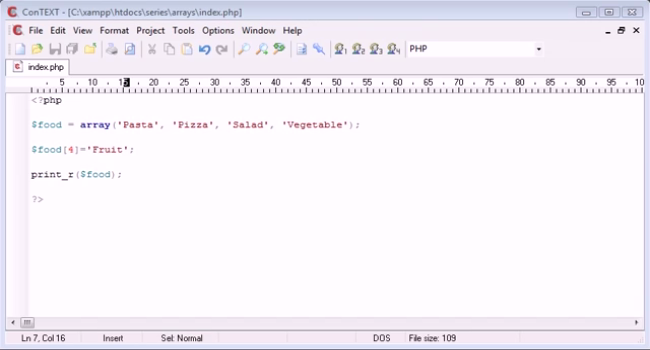 ConTEXT - [C:\xampp\htdocs\series\arrays\index.php]
File Edit View Format Project Tools Options Window Help
PHP
index.php
5 10 15 20 25 30 35 40 45 50 55 60 65 70 75 80 85 90 95 10
<?php
$food = array('Pasta', 'Pizza', 'Salad', 'Vegetable');
$food[4]='Fruit';
print_r($food);
?>
Ln 7, Col 16 Insert Sel: Normal DOS File size: 109